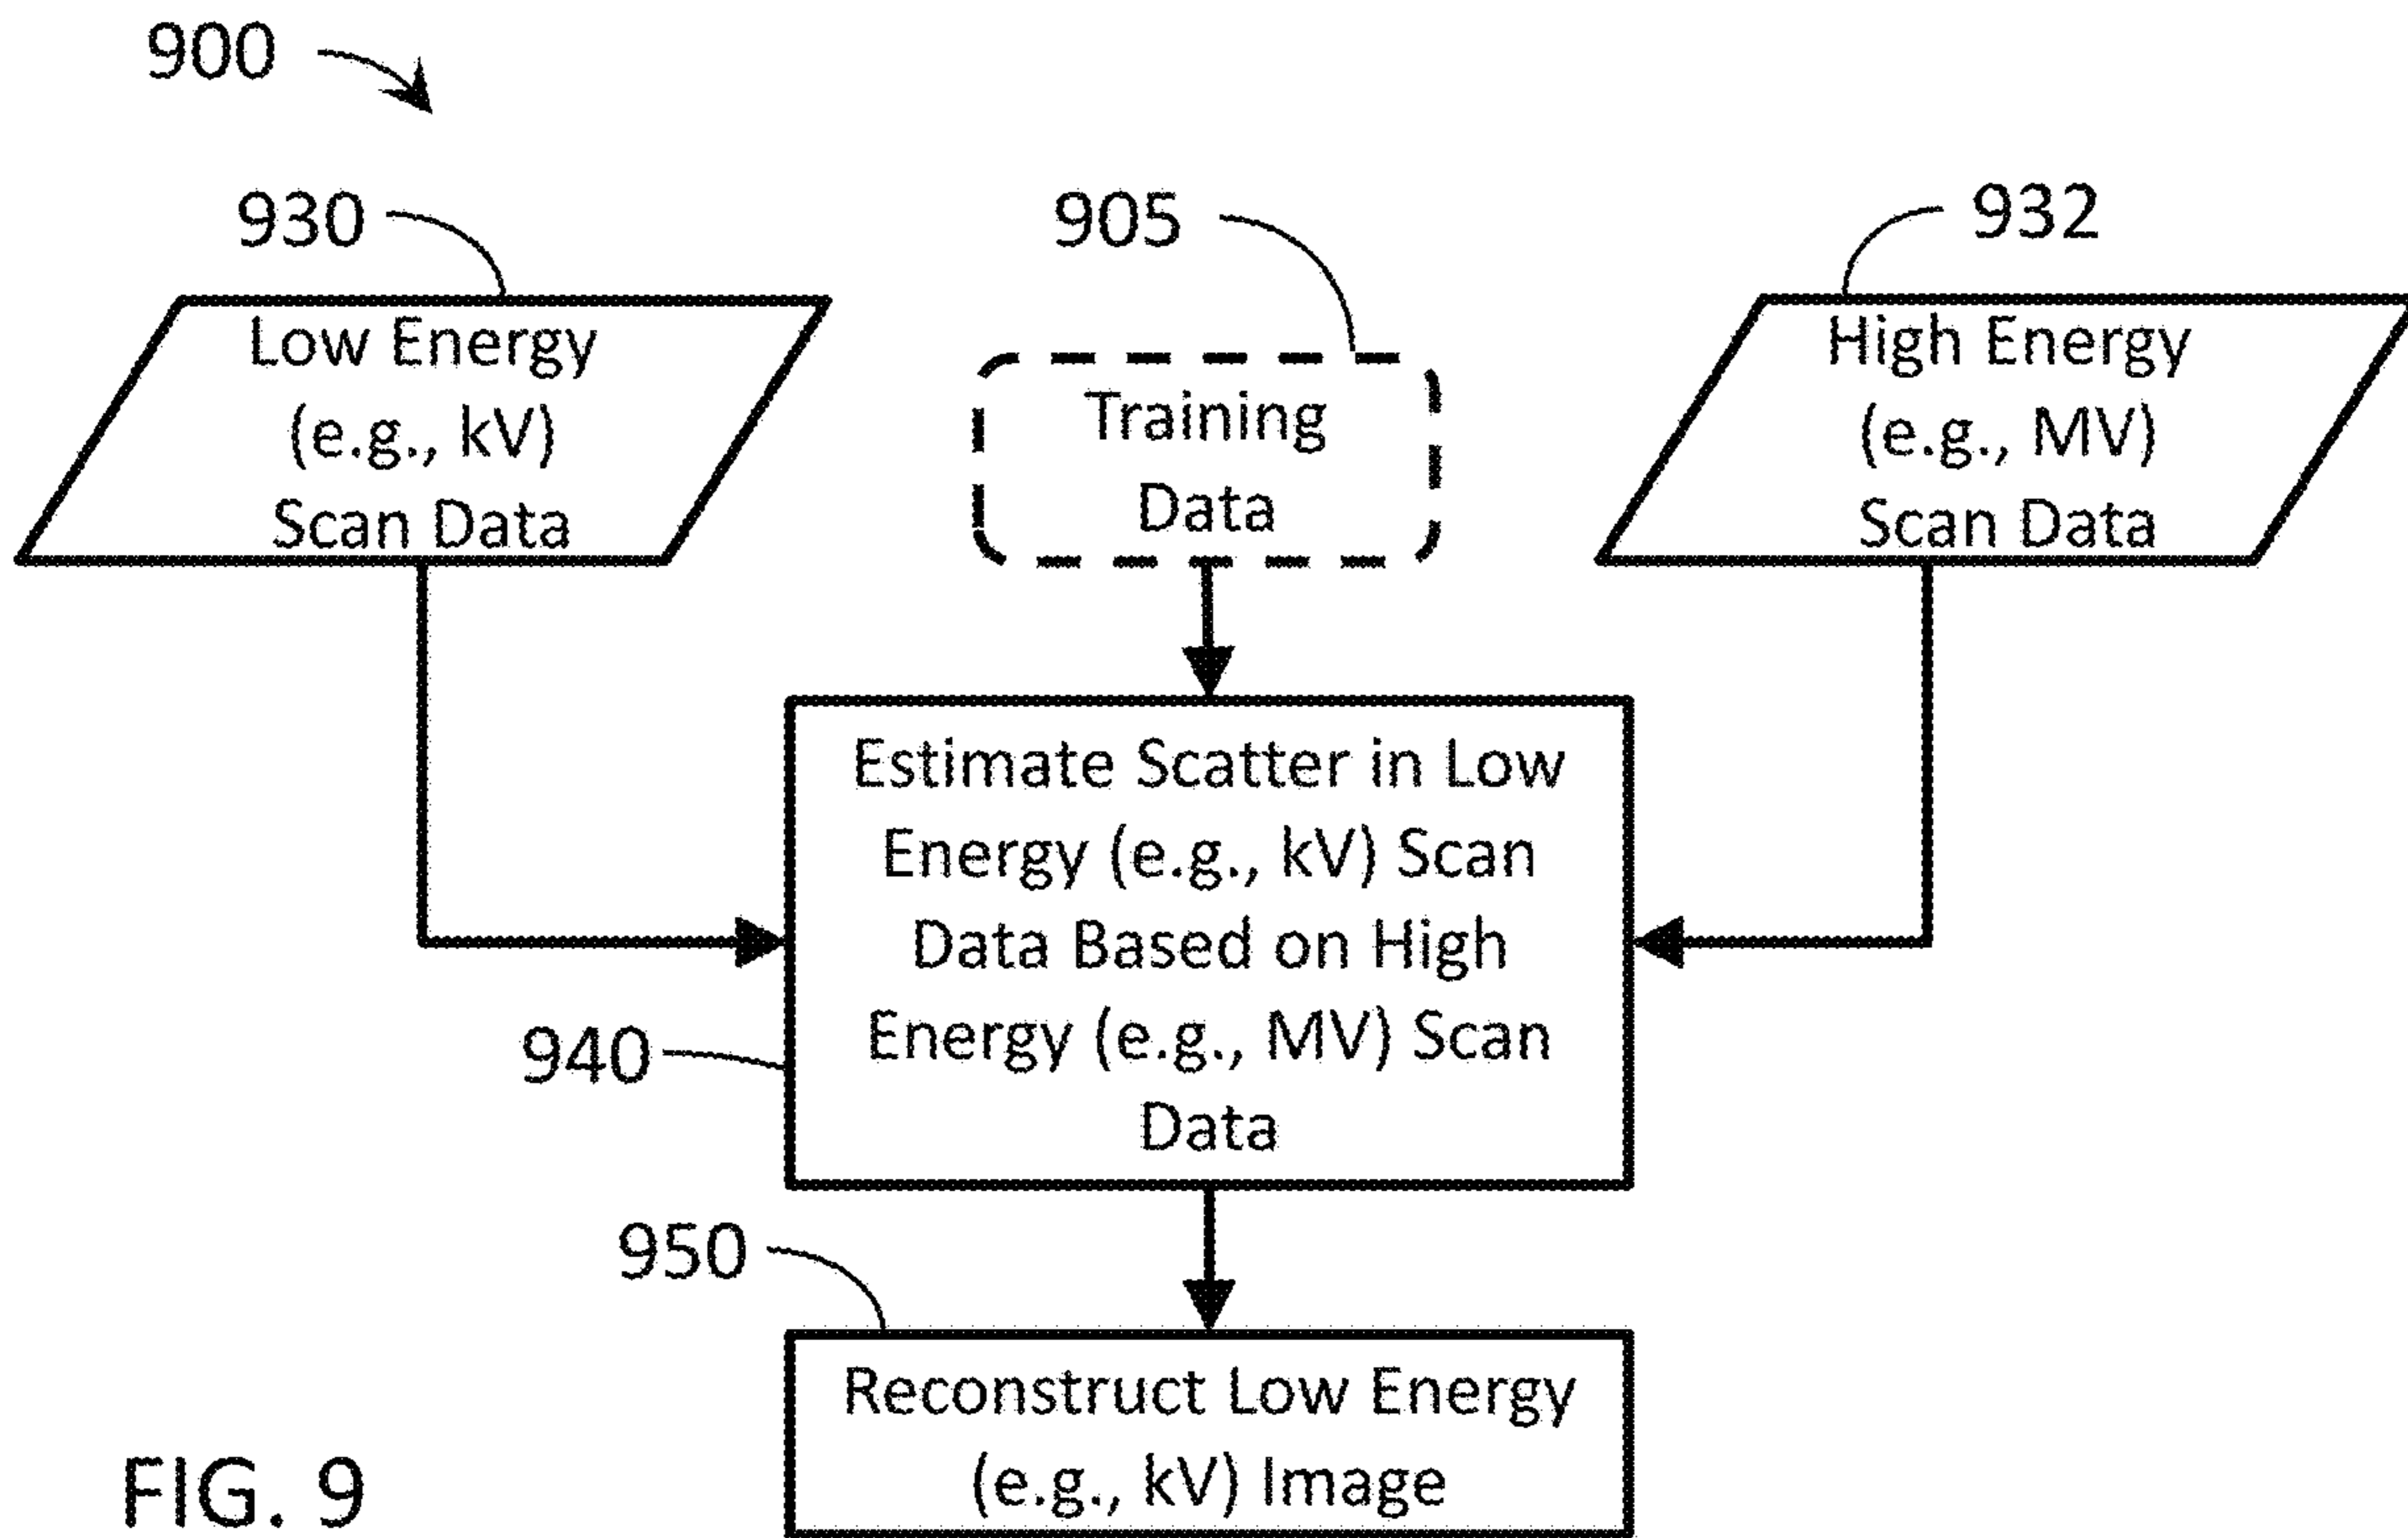 900
930
905
932
Low Energy
(e.g., kV)
Scan Data
Training
Data
High Energy
(e.g., MV)
Scan Data
Estimate Scatter in Low
Energy (e.g., kV) Scan
Data Based on High
Energy (e.g., MV) Scan
Data
940
950
Reconstruct Low Energy
(e.g., kV) Image
FIG. 9